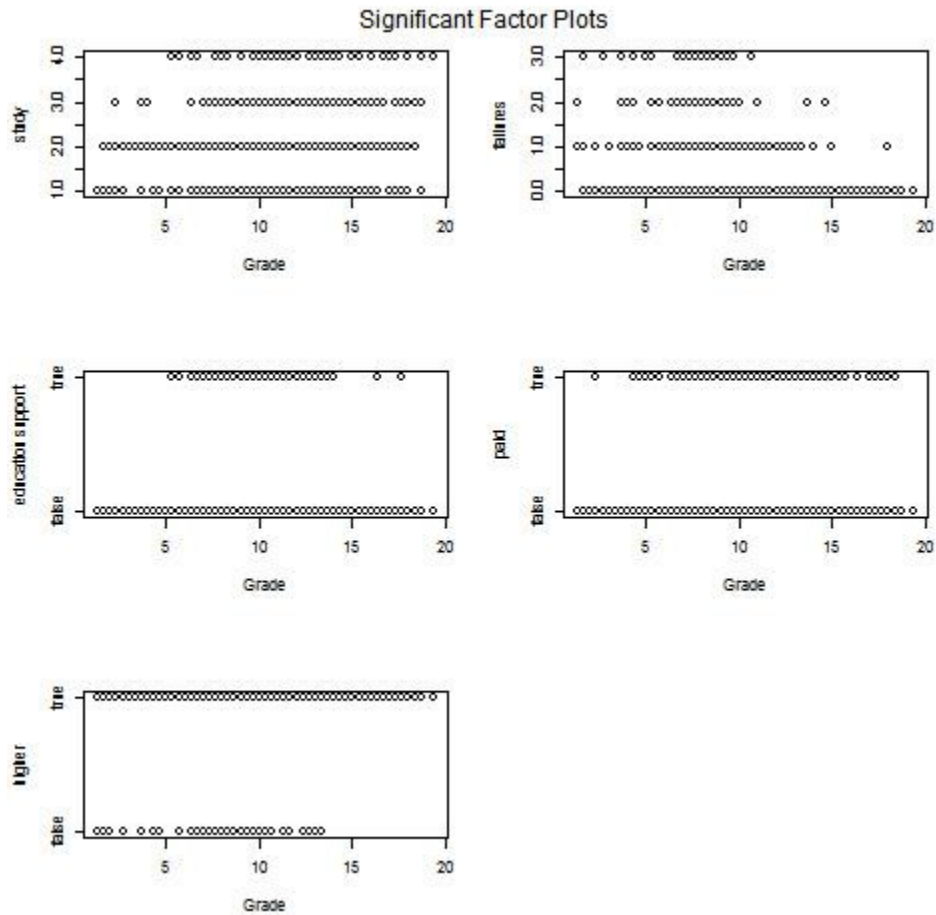 Significant Factor Plots
study
4.0
3.0
2.0
1.0
5 10 15 20
Grade
failures
3.0
2.0
1.0
0.0
5 10 15 20
Grade
education support
true
false
5 10 15 20
Grade
paid
true
false
5 10 15 20
Grade
higher
true
false
5 10 15 20
Grade